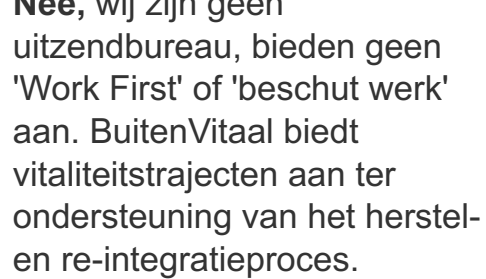 Nee, wij zijn geen
uitzendbureau, bieden geen
'Work First' of 'beschut werk'
aan. BuitenVitaal biedt
vitaliteitstrajecten aan ter
ondersteuning van het herstel-
en re-integratieproces.